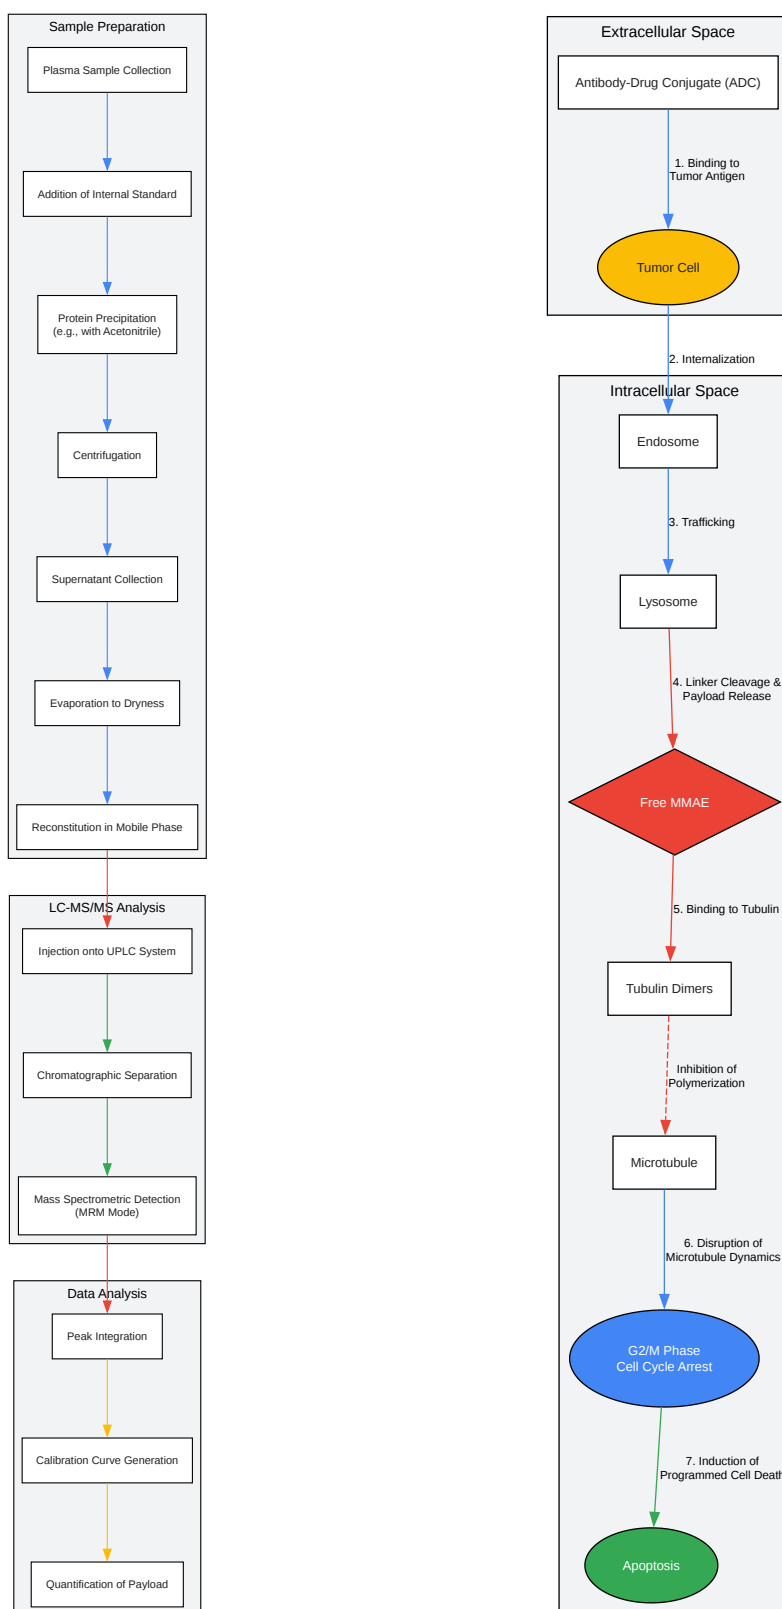 Sample Preparation
Plasma Sample Collection
Addition of Internal Standard
Protein Precipitation
(e.g., with Acetonitrile)
Centrifugation
Supernatant Collection
Evaporation to Dryness
Reconstitution in Mobile Phase
LC-MS/MS Analysis
Injection onto UPLC System
Chromatographic Separation
Mass Spectrometric Detection
(MRM Mode)
Data Analysis
Peak Integration
Calibration Curve Generation
Quantification of Payload
Extracellular Space
Antibody-Drug Conjugate (ADC)
1. Binding to
Tumor Antigen
Tumor Cell
2. Internalization
Intracellular Space
Endosome
3. Trafficking
Lysosome
4. Linker Cleavage &
Payload Release
Free MMAE
5. Binding to Tubulin
Tubulin Dimers
Inhibition of
Polymerization
Microtubule
6. Disruption of
Microtubule Dynamics
G2/M Phase
Cell Cycle Arrest
7. Induction of
Programmed Cell Death
Apoptosis